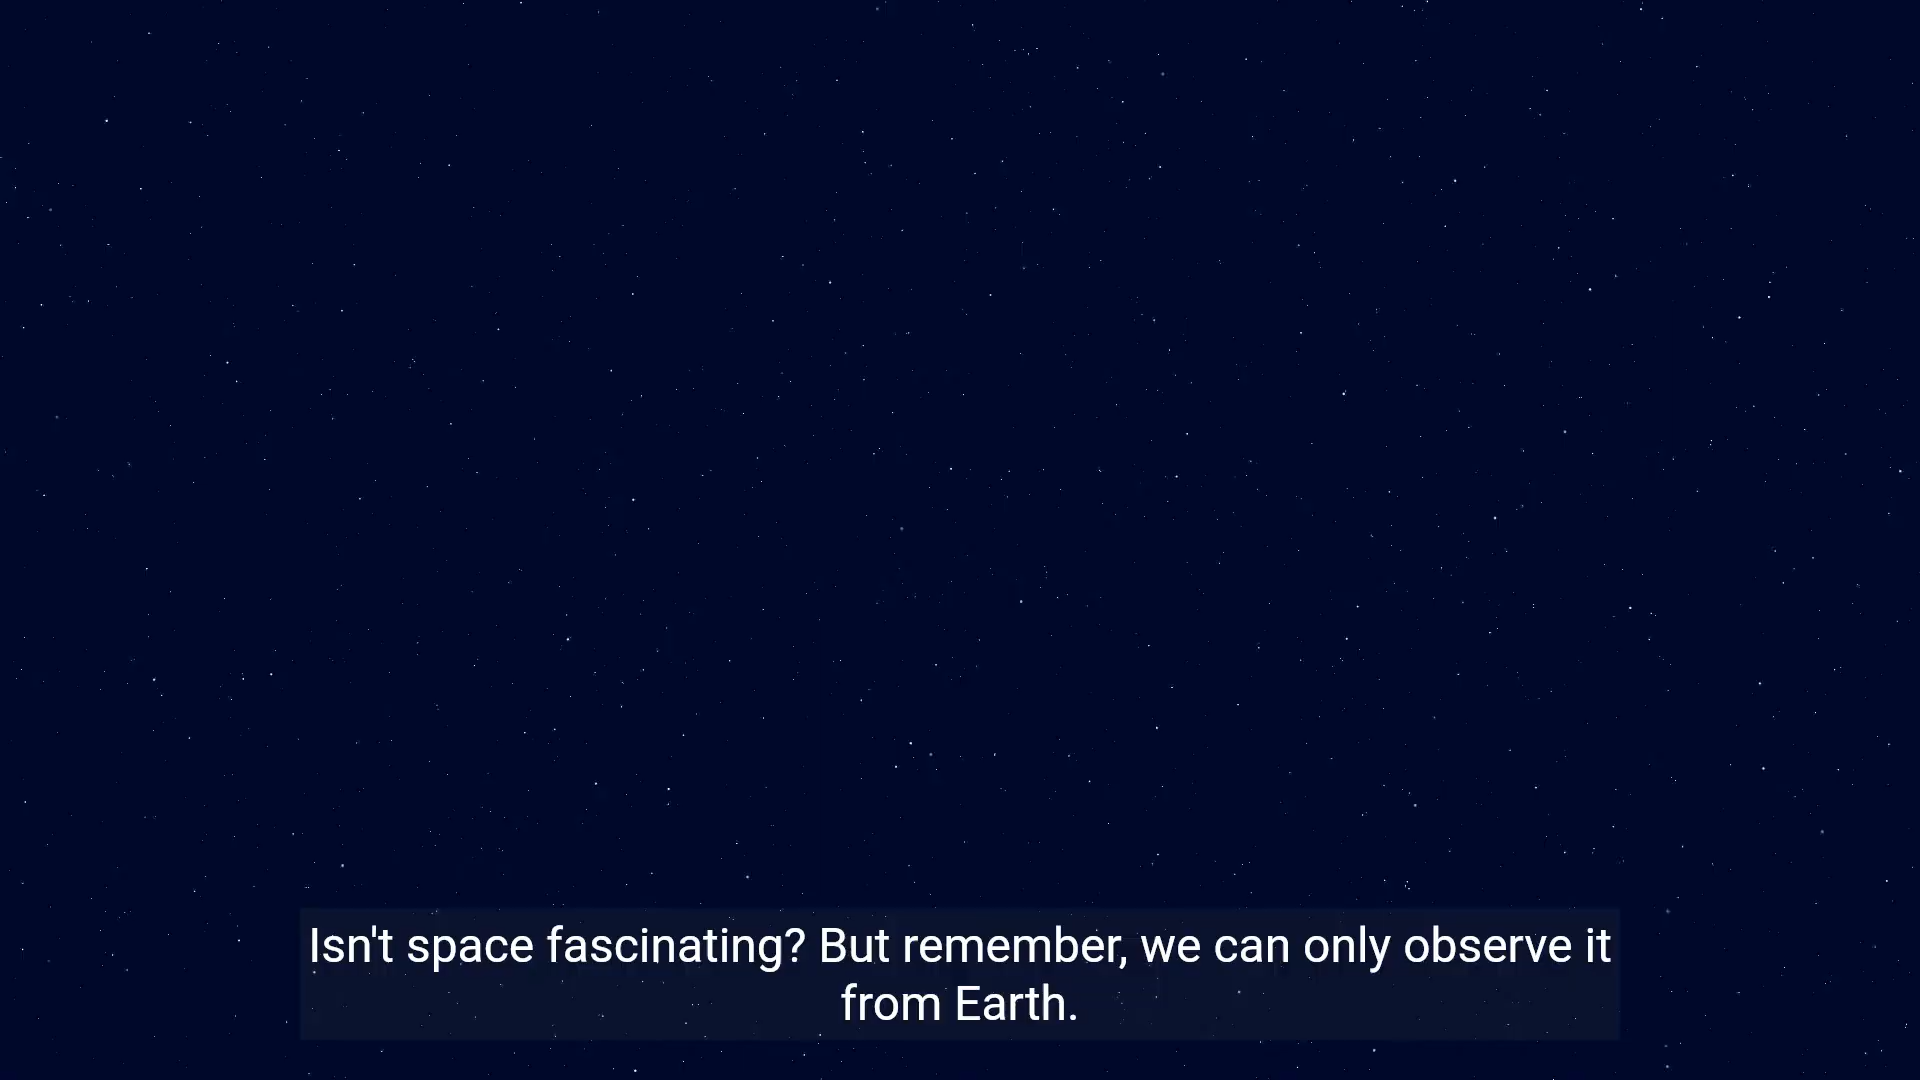 Isn't space fascinating? But remember, we can only observe it
from Earth.